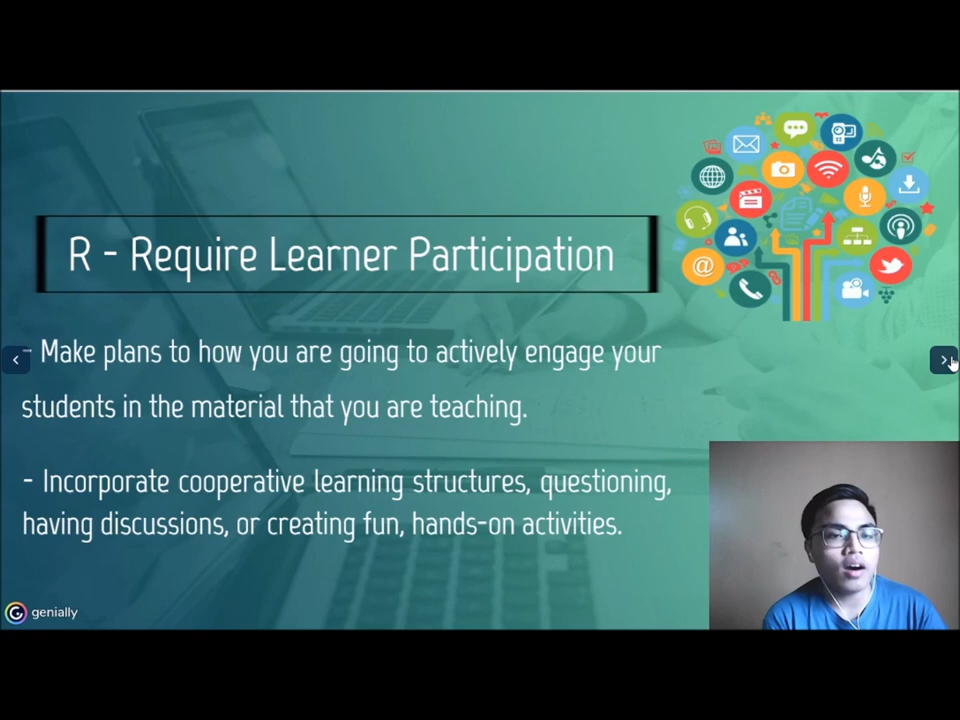 R - Require Learner Participation
- Make plans to how you are going to actively engage your
students in the material that you are teaching.
- Incorporate cooperative learning structures, questioning,
having discussions, or creating fun, hands-on activities.
genially